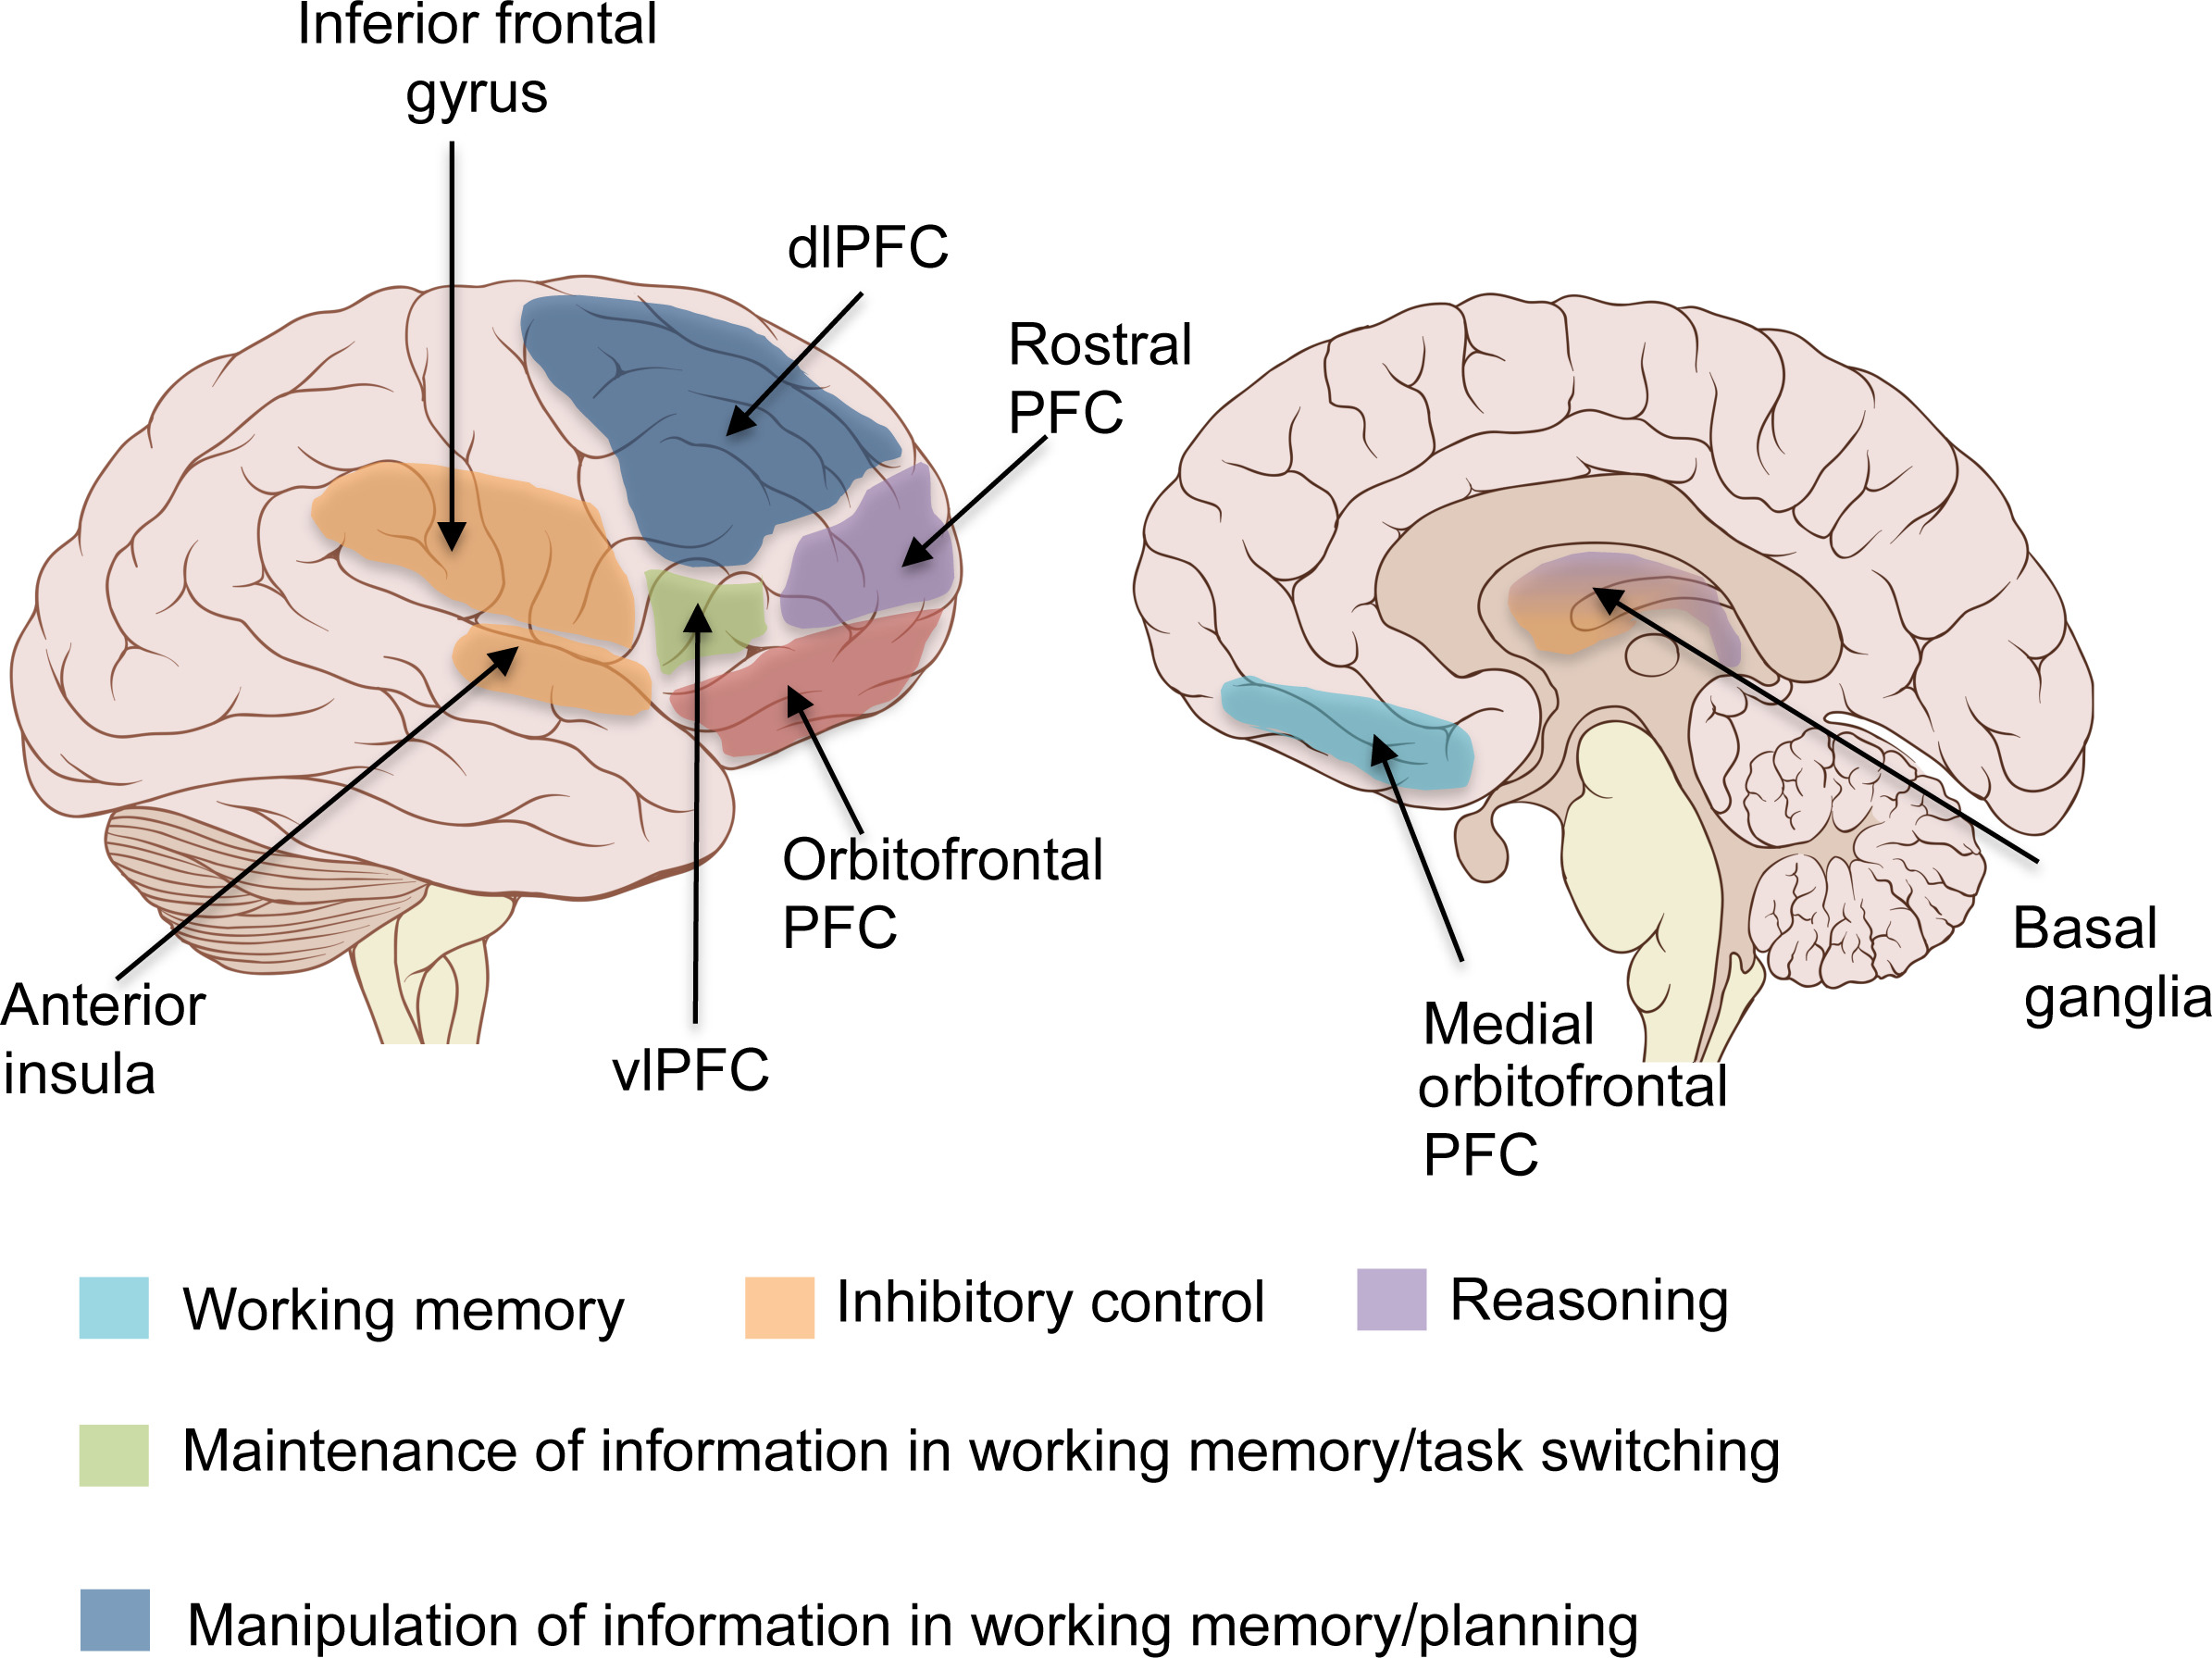 Inferior frontal
gyrus
dlPFC
Rostral
PFC
Orbitofrontal
PFC
Anterior
insula
vlPFC
Basal
ganglia
Medial
orbitofrontal
PFC
Working memory
Inhibitory control
Reasoning
Maintenance of information in working memory/task switching
Manipulation of information in working memory/planning